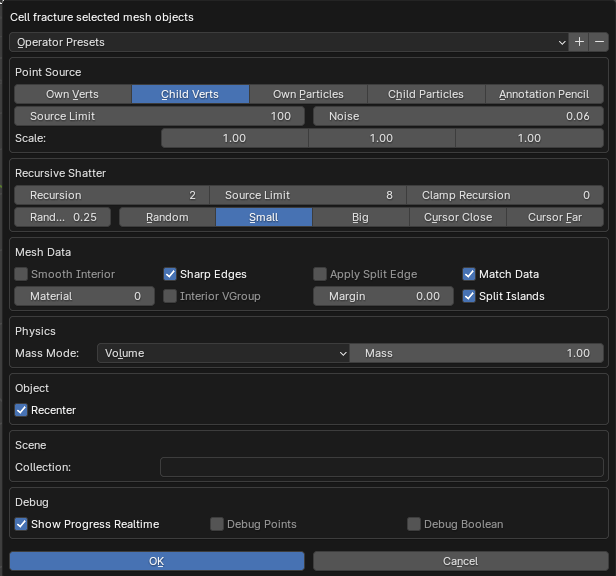 Cell fracture selected mesh objects
Operator Presets
Point Source
Own Verts Child Verts Own Particles Child Particles Annotation Pencil
Source Limit 100 Noise 0.06
Scale: 1.00 1.00 1.00
Recursive Shatter
Recursion 2 Source Limit 8 Clamp Recursion 0
Rand... 0.25 Random Small Big Cursor Close Cursor Far
Mesh Data
Smooth Interior Sharp Edges Apply Split Edge Match Data
Material 0 Interior VGroup Margin 0.00 Split Islands
Physics
Mass Mode: Volume Mass 1.00
Object
Recenter
Scene
Collection:
Debug
Show Progress Realtime Debug Points Debug Boolean
OK Cancel